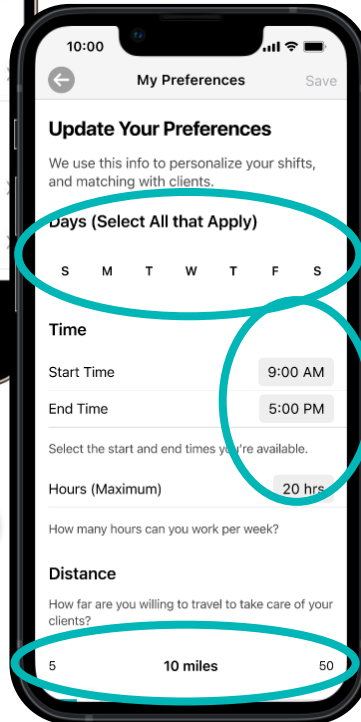 10:00
My Preferences Save
Update Your Preferences
We use this info to personalize your shifts,
and matching with clients.
Days (Select All that Apply)
S M T W T F S
Time
Start Time 9:00 AM
End Time 5:00 PM
Select the start and end times you're available.
Hours (Maximum) 20 hrs
How many hours can you work per week?
Distance
How far are you willing to travel to take care of your
clients?
5 10 miles 50